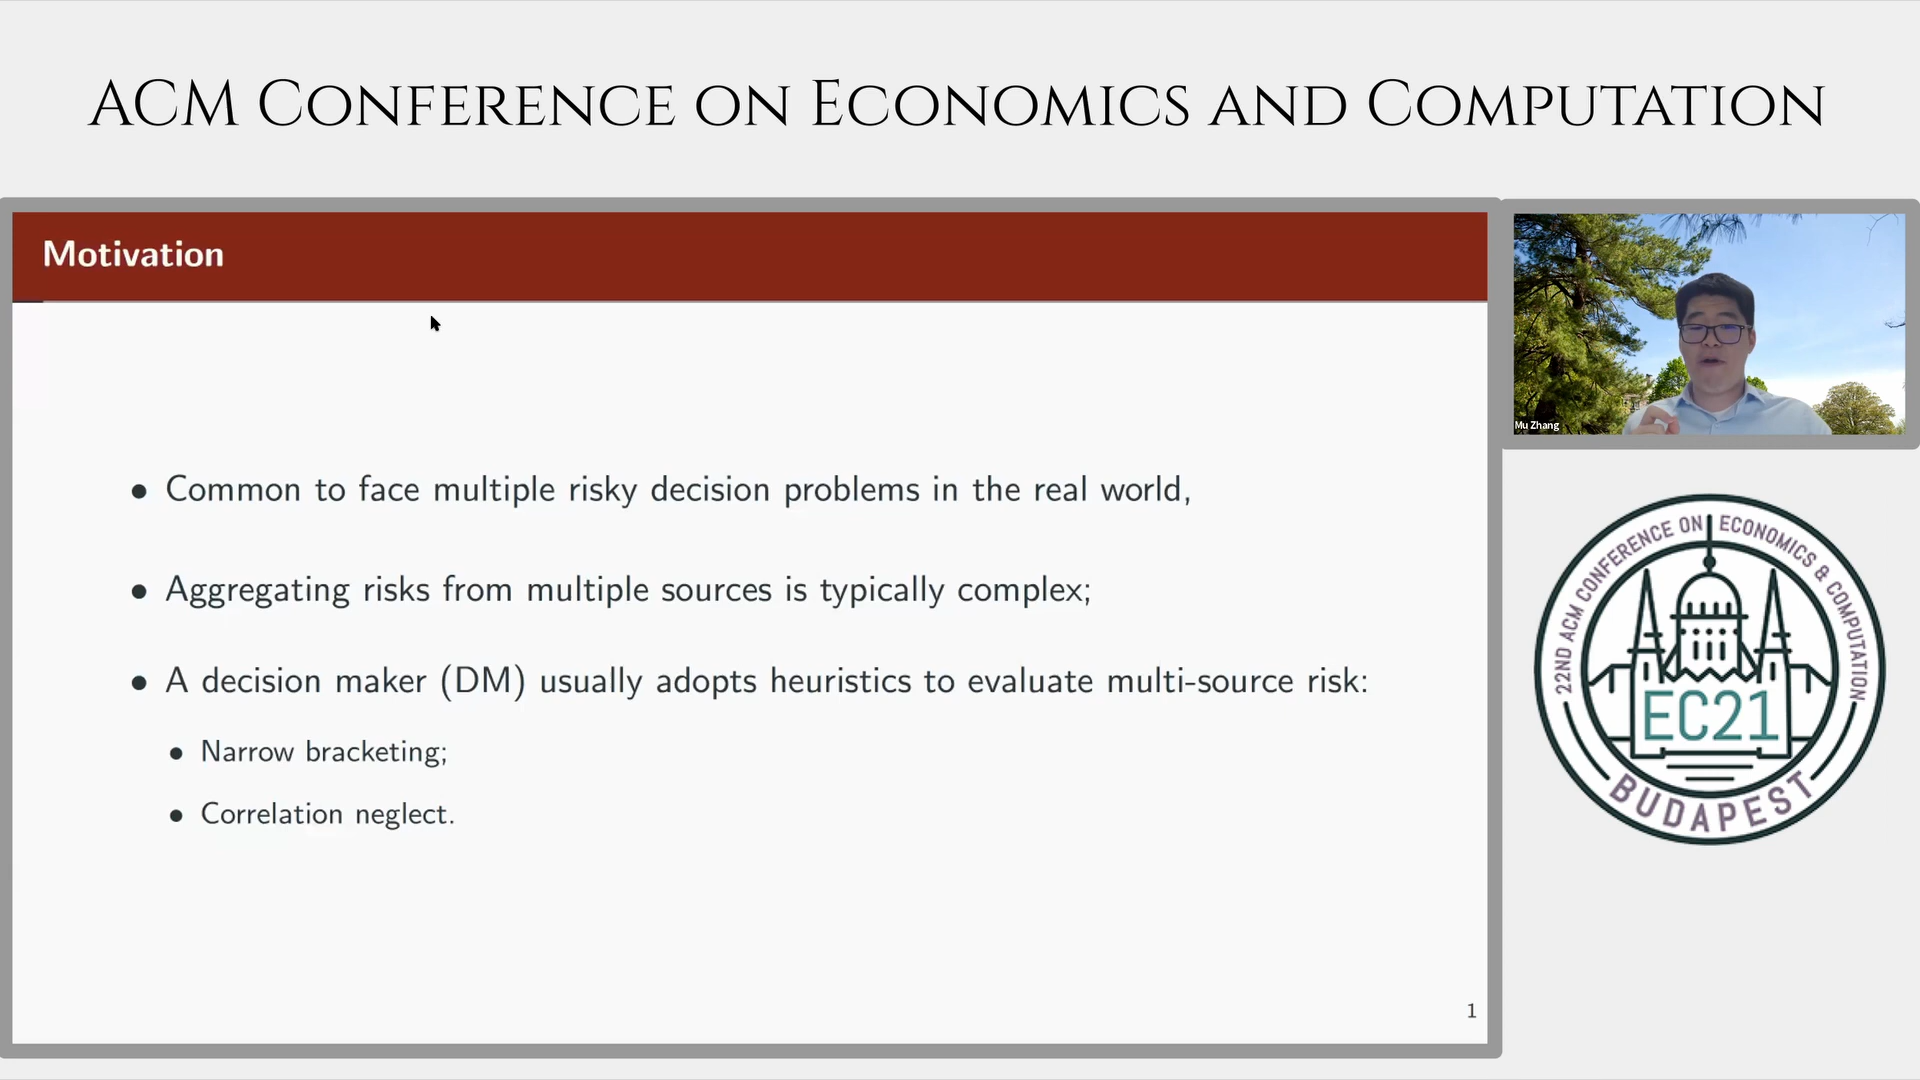 ACM Conference on Economics and Computation
Motivation
• Common to face multiple risky decision problems in the real world,
• Aggregating risks from multiple sources is typically complex;
• A decision maker (DM) usually adopts heuristics to evaluate multi-source risk:
• Narrow bracketing;
• Correlation neglect.
1
Mu Zhang
22ND ACM CONFERENCE ON ECONOMICS & COMPUTATION
EC21
BUDAPEST